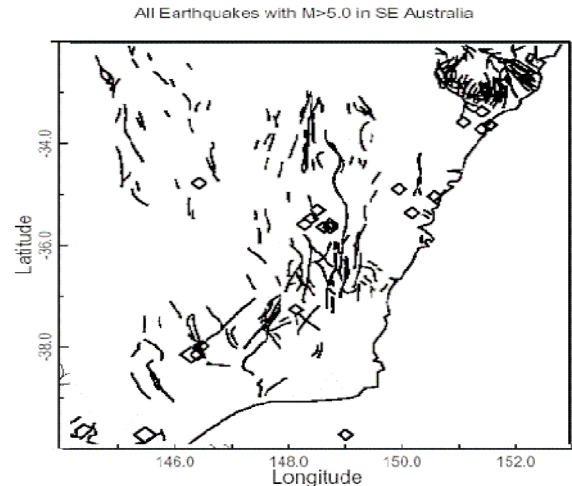 All Earthquakes with M>5.0 in SE Australia
-34.0
-36.0
-38.0
Latitude
146.0 148.0 150.0 152.0
Longitude